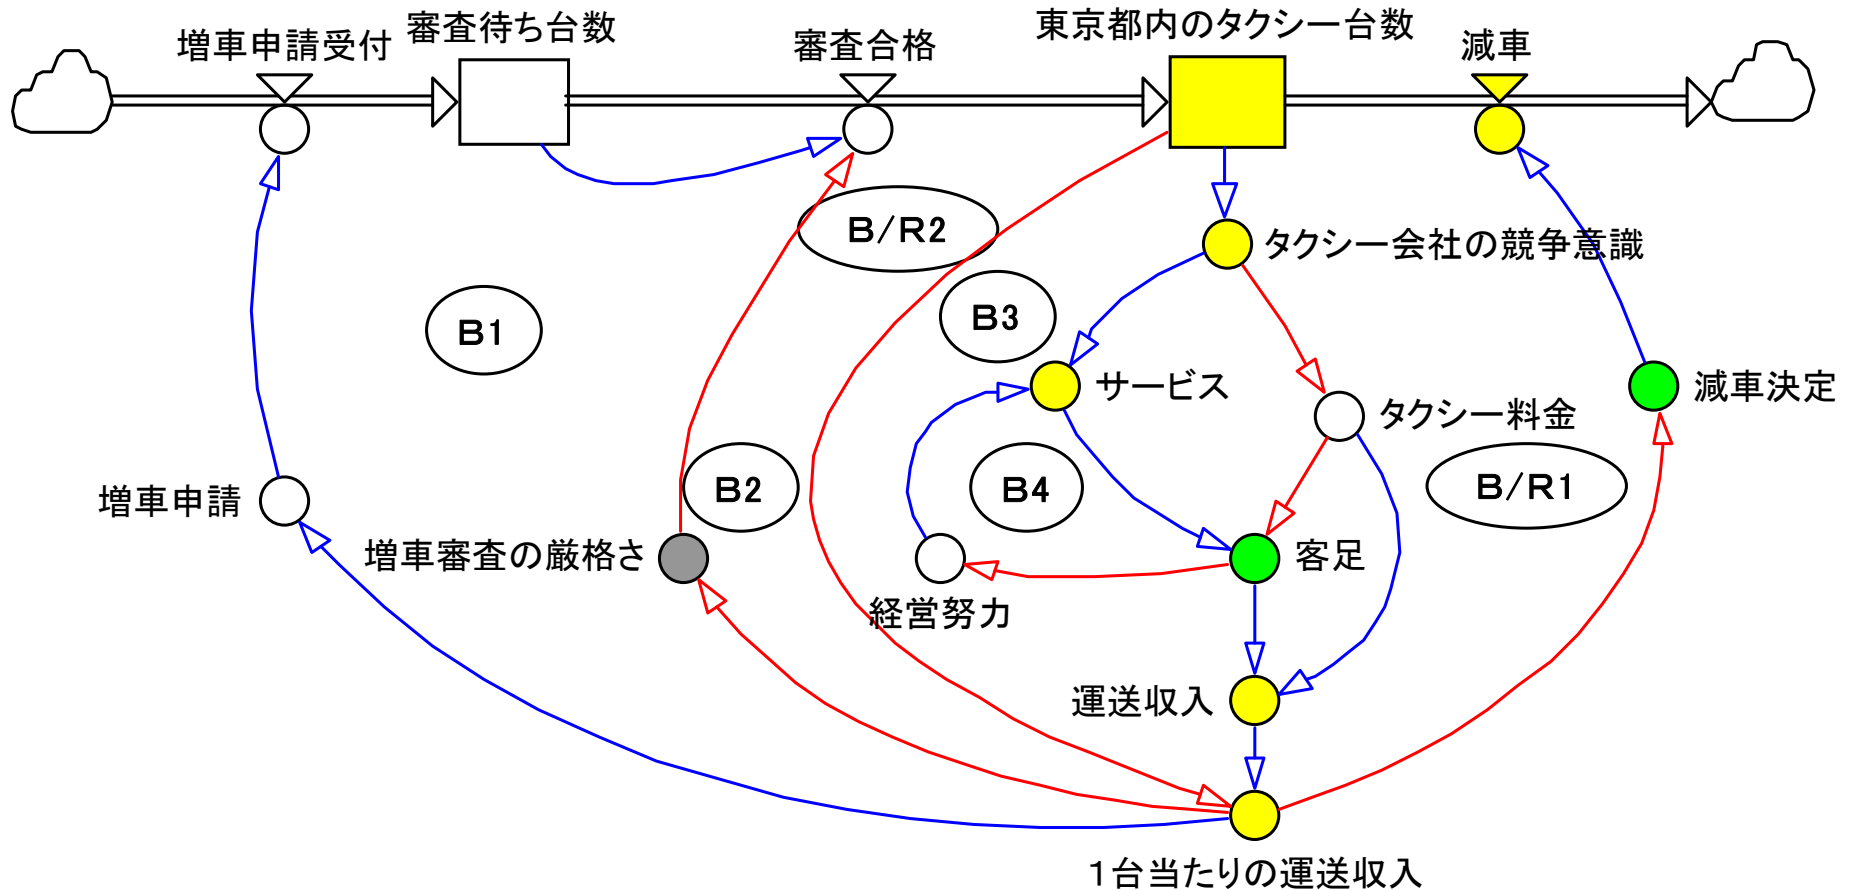 増車申請受付
審査待ち台数
審査合格
東京都内のタクシー台数
減車
B/R2
タクシー会社の競争意識
B3
B1
サービス
タクシー料金
減車決定
B2
B4
B/R1
増車申請
増車審査の厳格さ
客足
経営努力
運送収入
1台当たりの運送収入